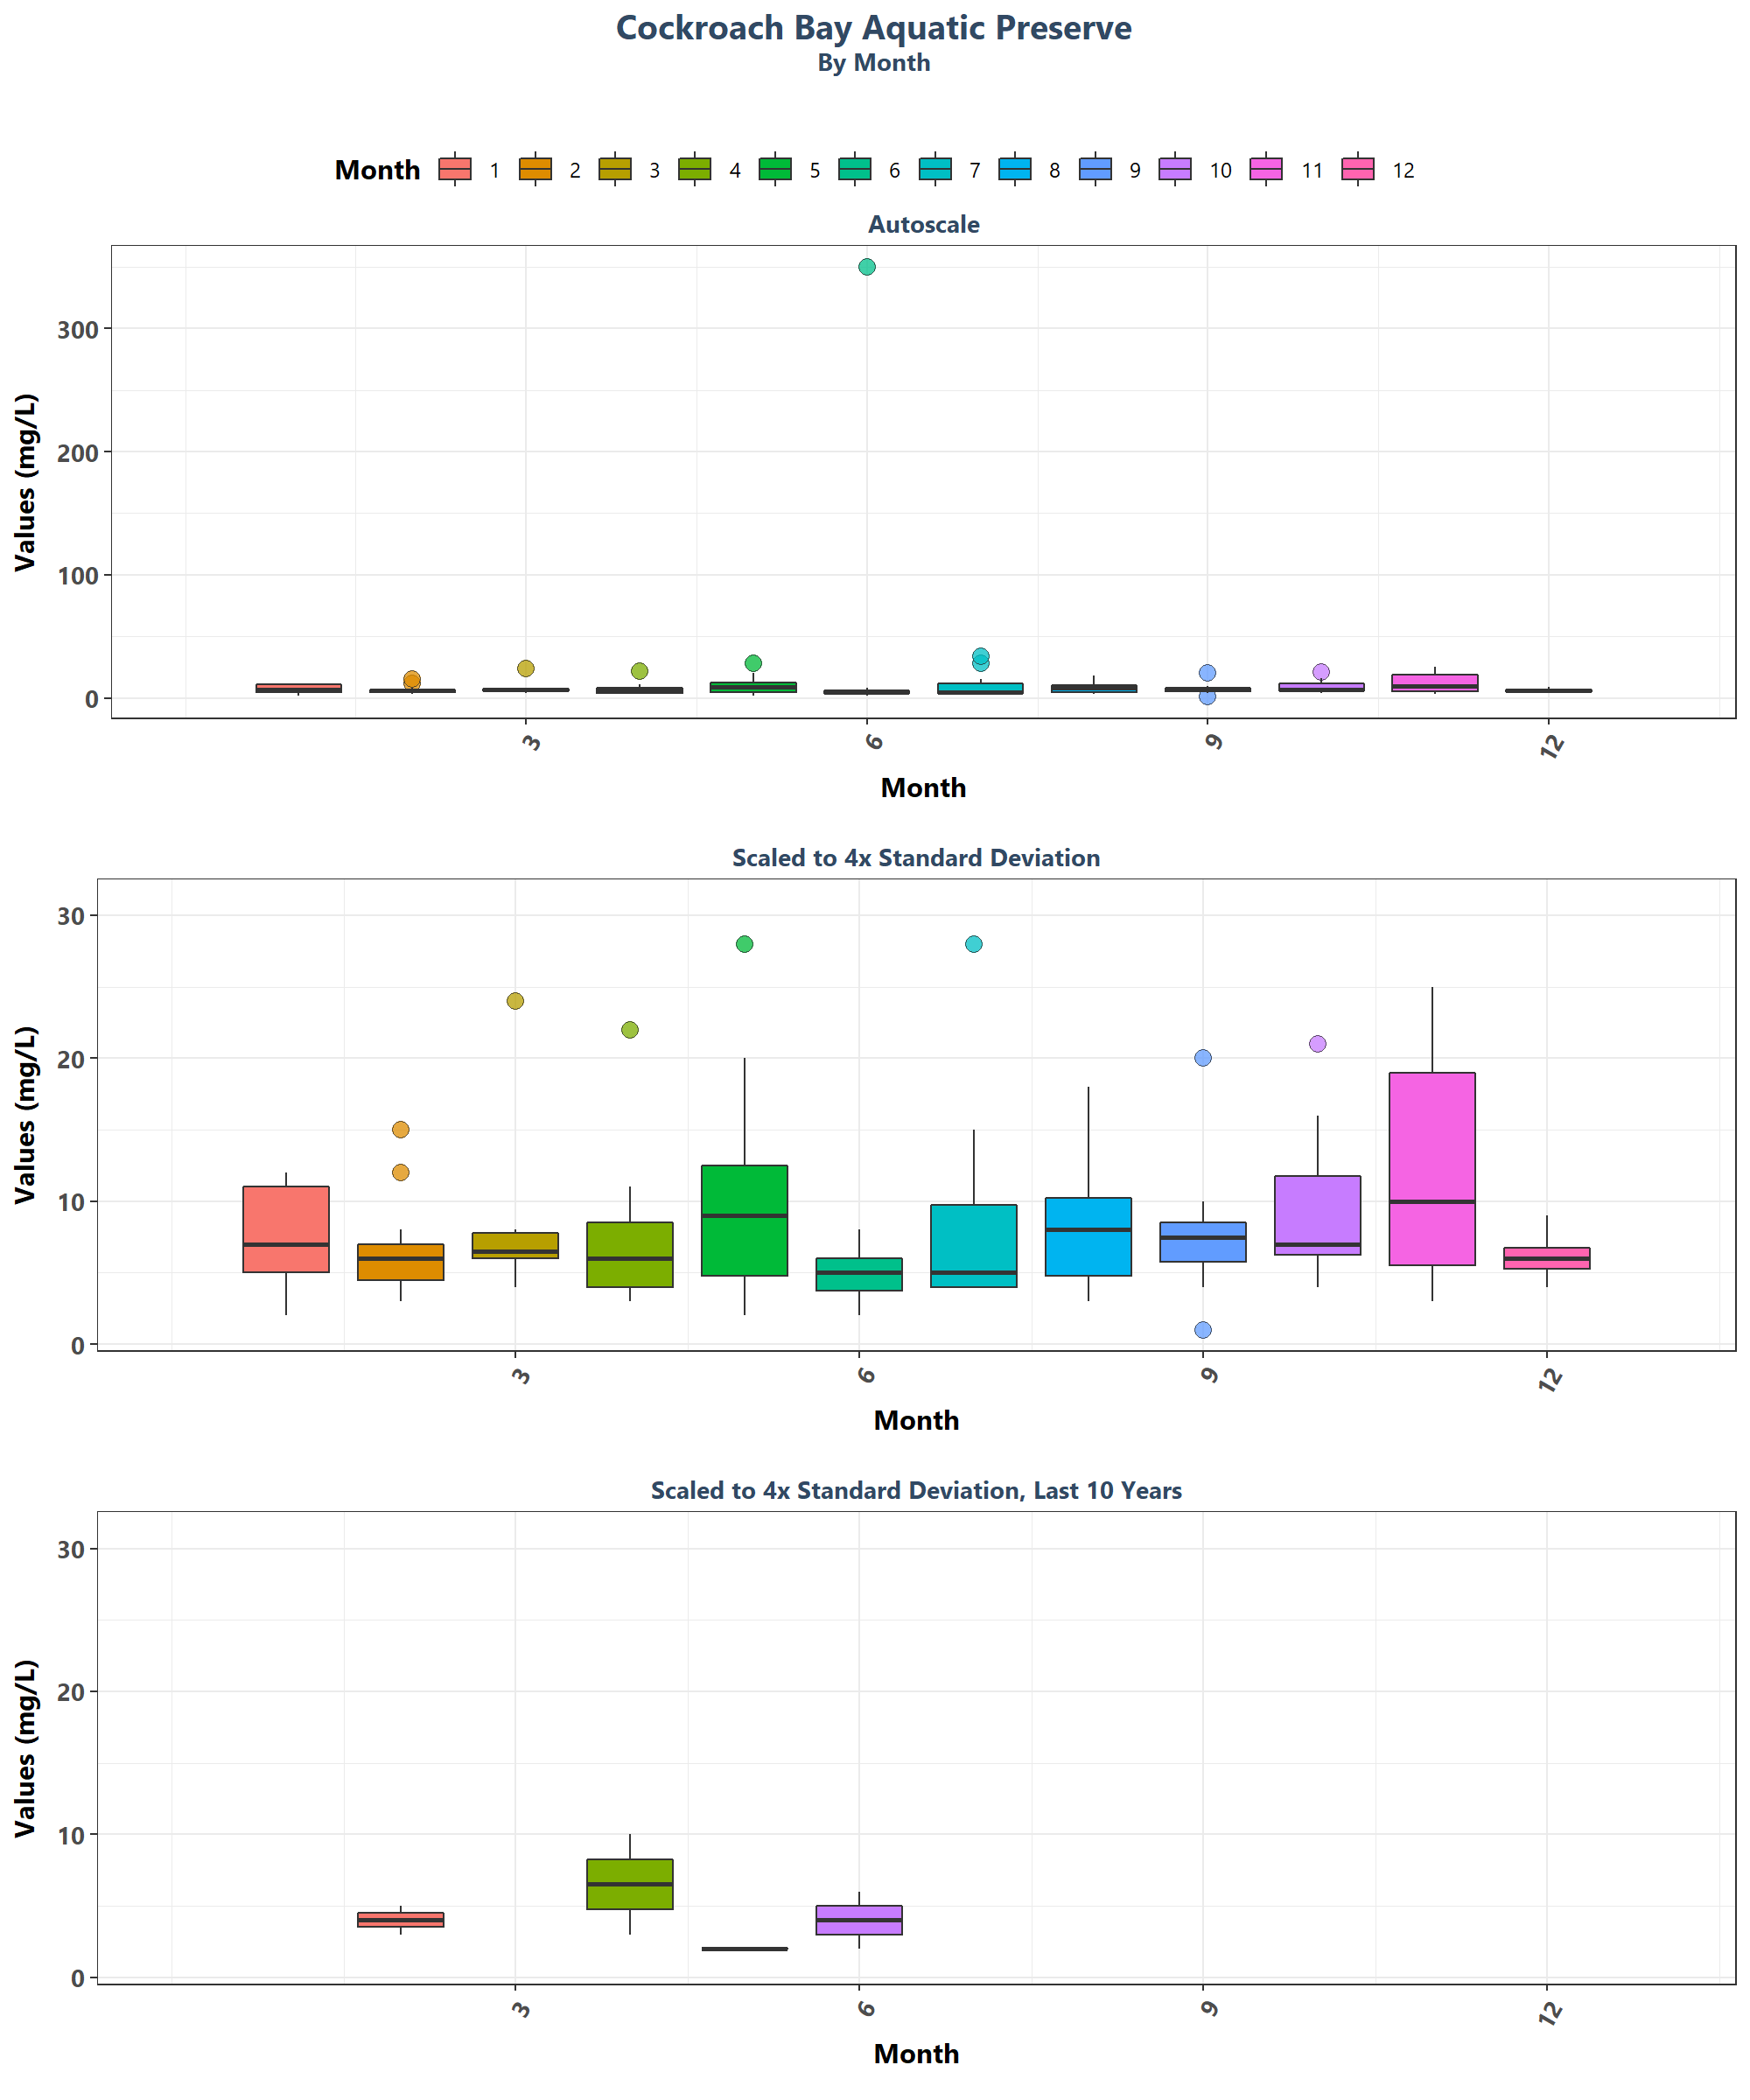 Cockroach Bay Aquatic Preserve
By Month
Month 1 2 3 4 5 6 7 8 9 10 11 12
Autoscale
Values (mg/L)
300
200
100
0
3 6 9 12
Month
Scaled to 4x Standard Deviation
Values (mg/L)
30
20
10
0
3 6 9 12
Month
Scaled to 4x Standard Deviation, Last 10 Years
Values (mg/L)
30
20
10
0
3 6 9 12
Month